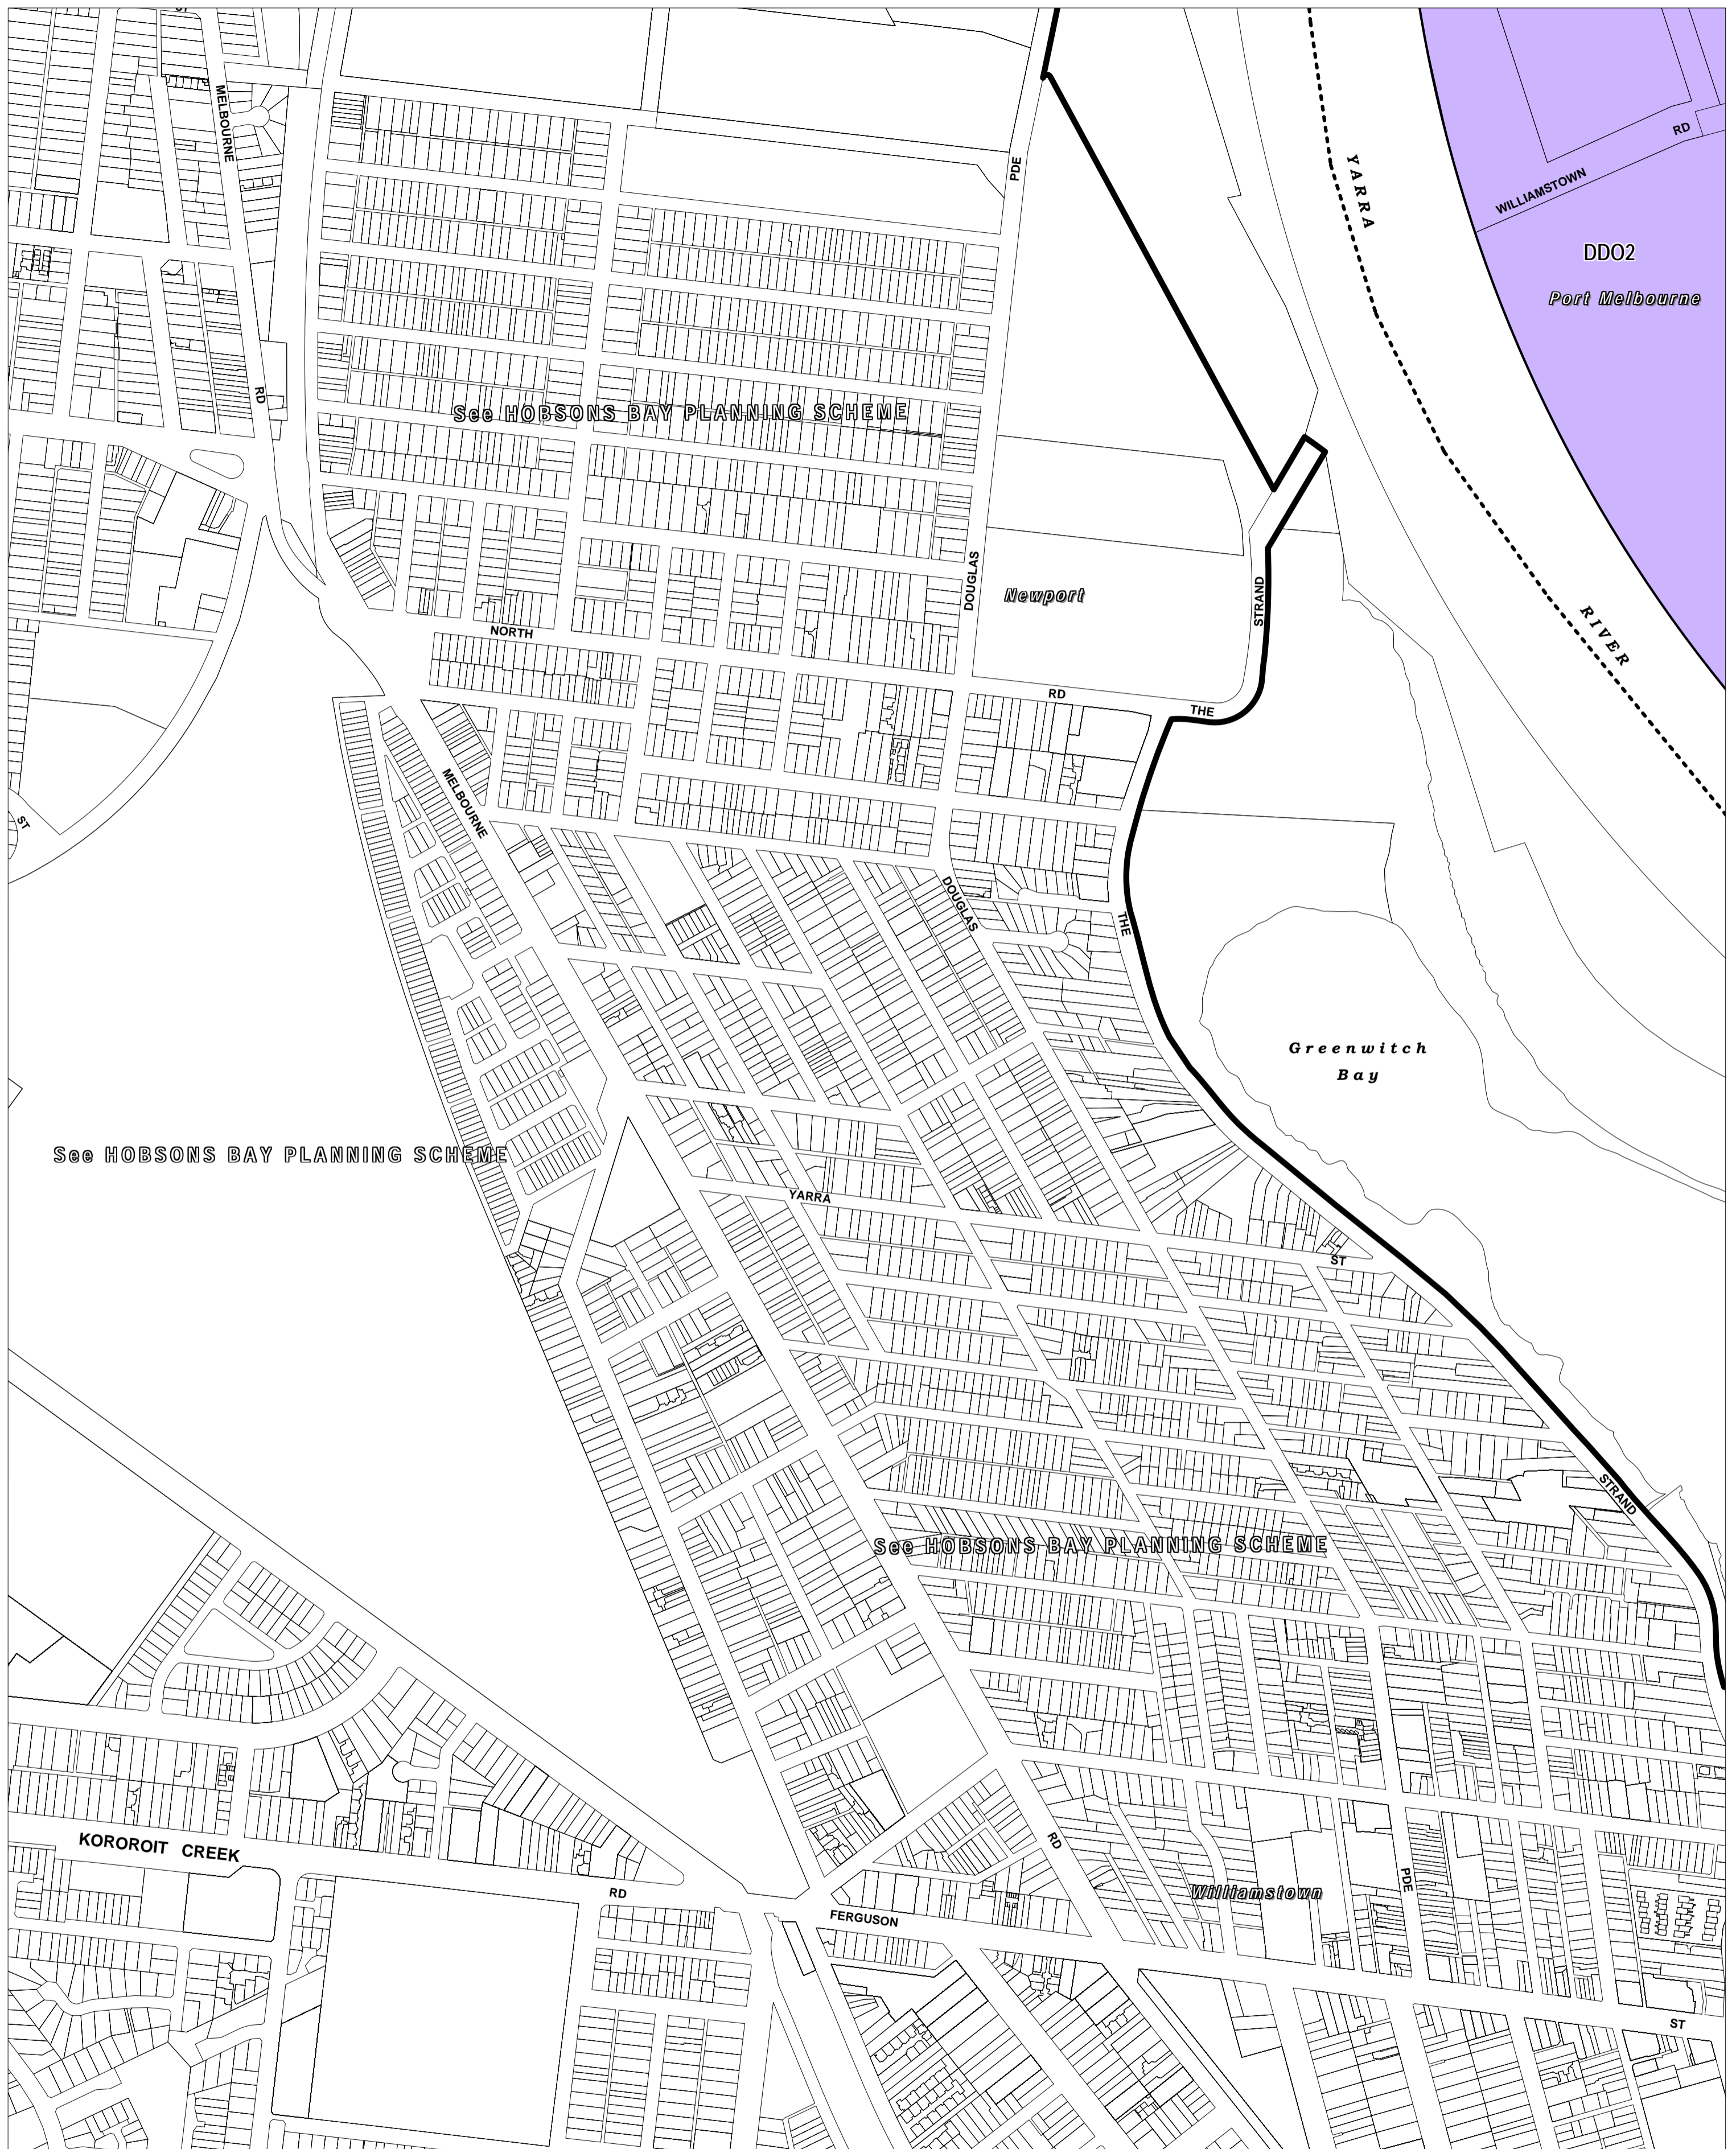 MELBOURNE
PDE
YARRA
RD
WILLIAMSTOWN
DDO2
Port Melbourne
RD
See HOBSONS BAY PLANNING SCHEME
DOUGLAS
Newport
STRAND
RIVER
NORTH
RD
THE
MELBOURNE
ST
DOUGLAS
THE
Greenwitch
Bay
See HOBSONS BAY PLANNING SCHEME
YARRA
ST
STRAND
See HOBSONS BAY PLANNING SCHEME
RD
KOROROIT CREEK
RD
PDE
Williamstown
FERGUSON
ST